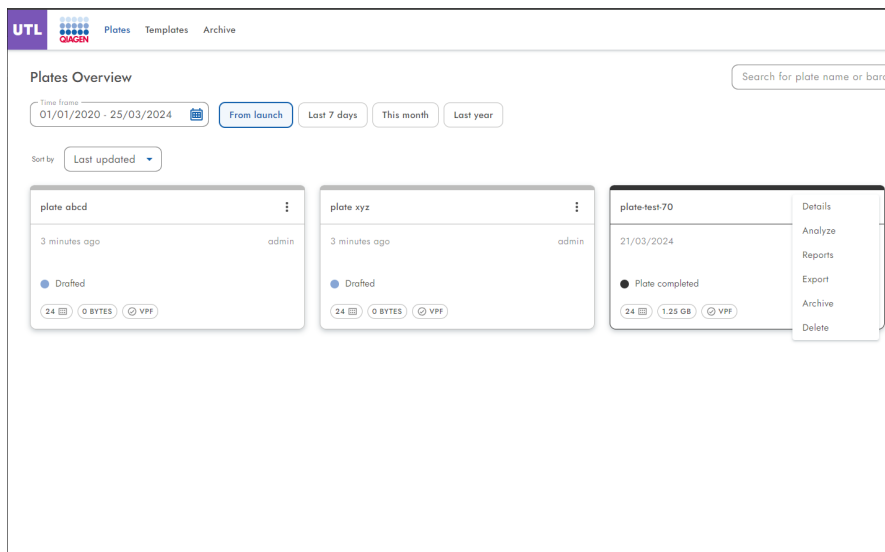 UTL QIAGEN Plates Templates Archive
Plates Overview
Search for plate name or barc
Time frame
01/01/2020 - 25/03/2024 From launch Last 7 days This month Last year
Sort by Last updated
plate abcd
3 minutes ago admin
Drafted
24 0 BYTES VPF
plate xyz
3 minutes ago admin
Drafted
24 0 BYTES VPF
plate-test-70
21/03/2024
Plate completed
24 1.25 GB VPF
Details
Analyze
Reports
Export
Archive
Delete